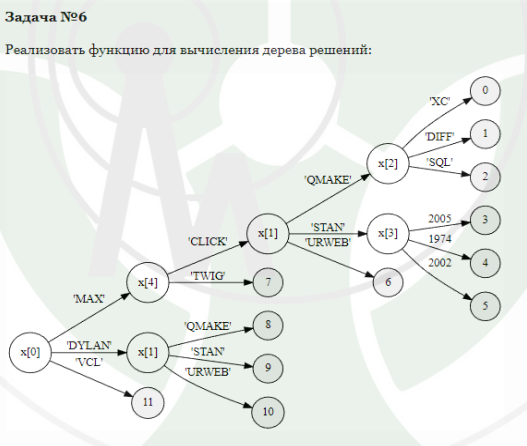 Задача №6
Реализовать функцию для вычисления дерева решений:
0
'XC'
'DIFF'
1
x[2]
'SQL'
2
'QMAKE'
2005
3
'STAN'
x[1]
x[3]
1974
'CLICK'
'URWEB'
2002
4
x[4]
'TWIG'
7
6
'MAX'
5
'QMAKE'
8
x[0]
'DYLAN'
x[1]
'STAN'
'VCL'
9
'URWEB'
11
10